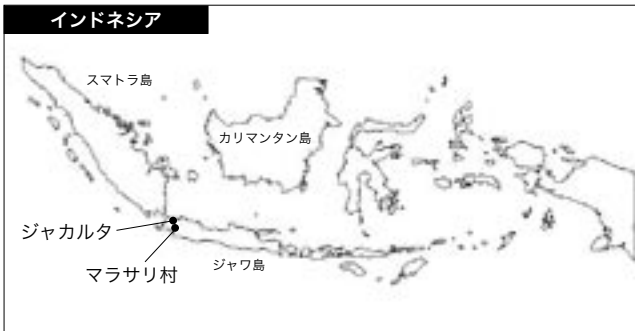 インドネシア
スマトラ島
カリマンタン島
ジャカルタ
マラサリ村
ジャワ島